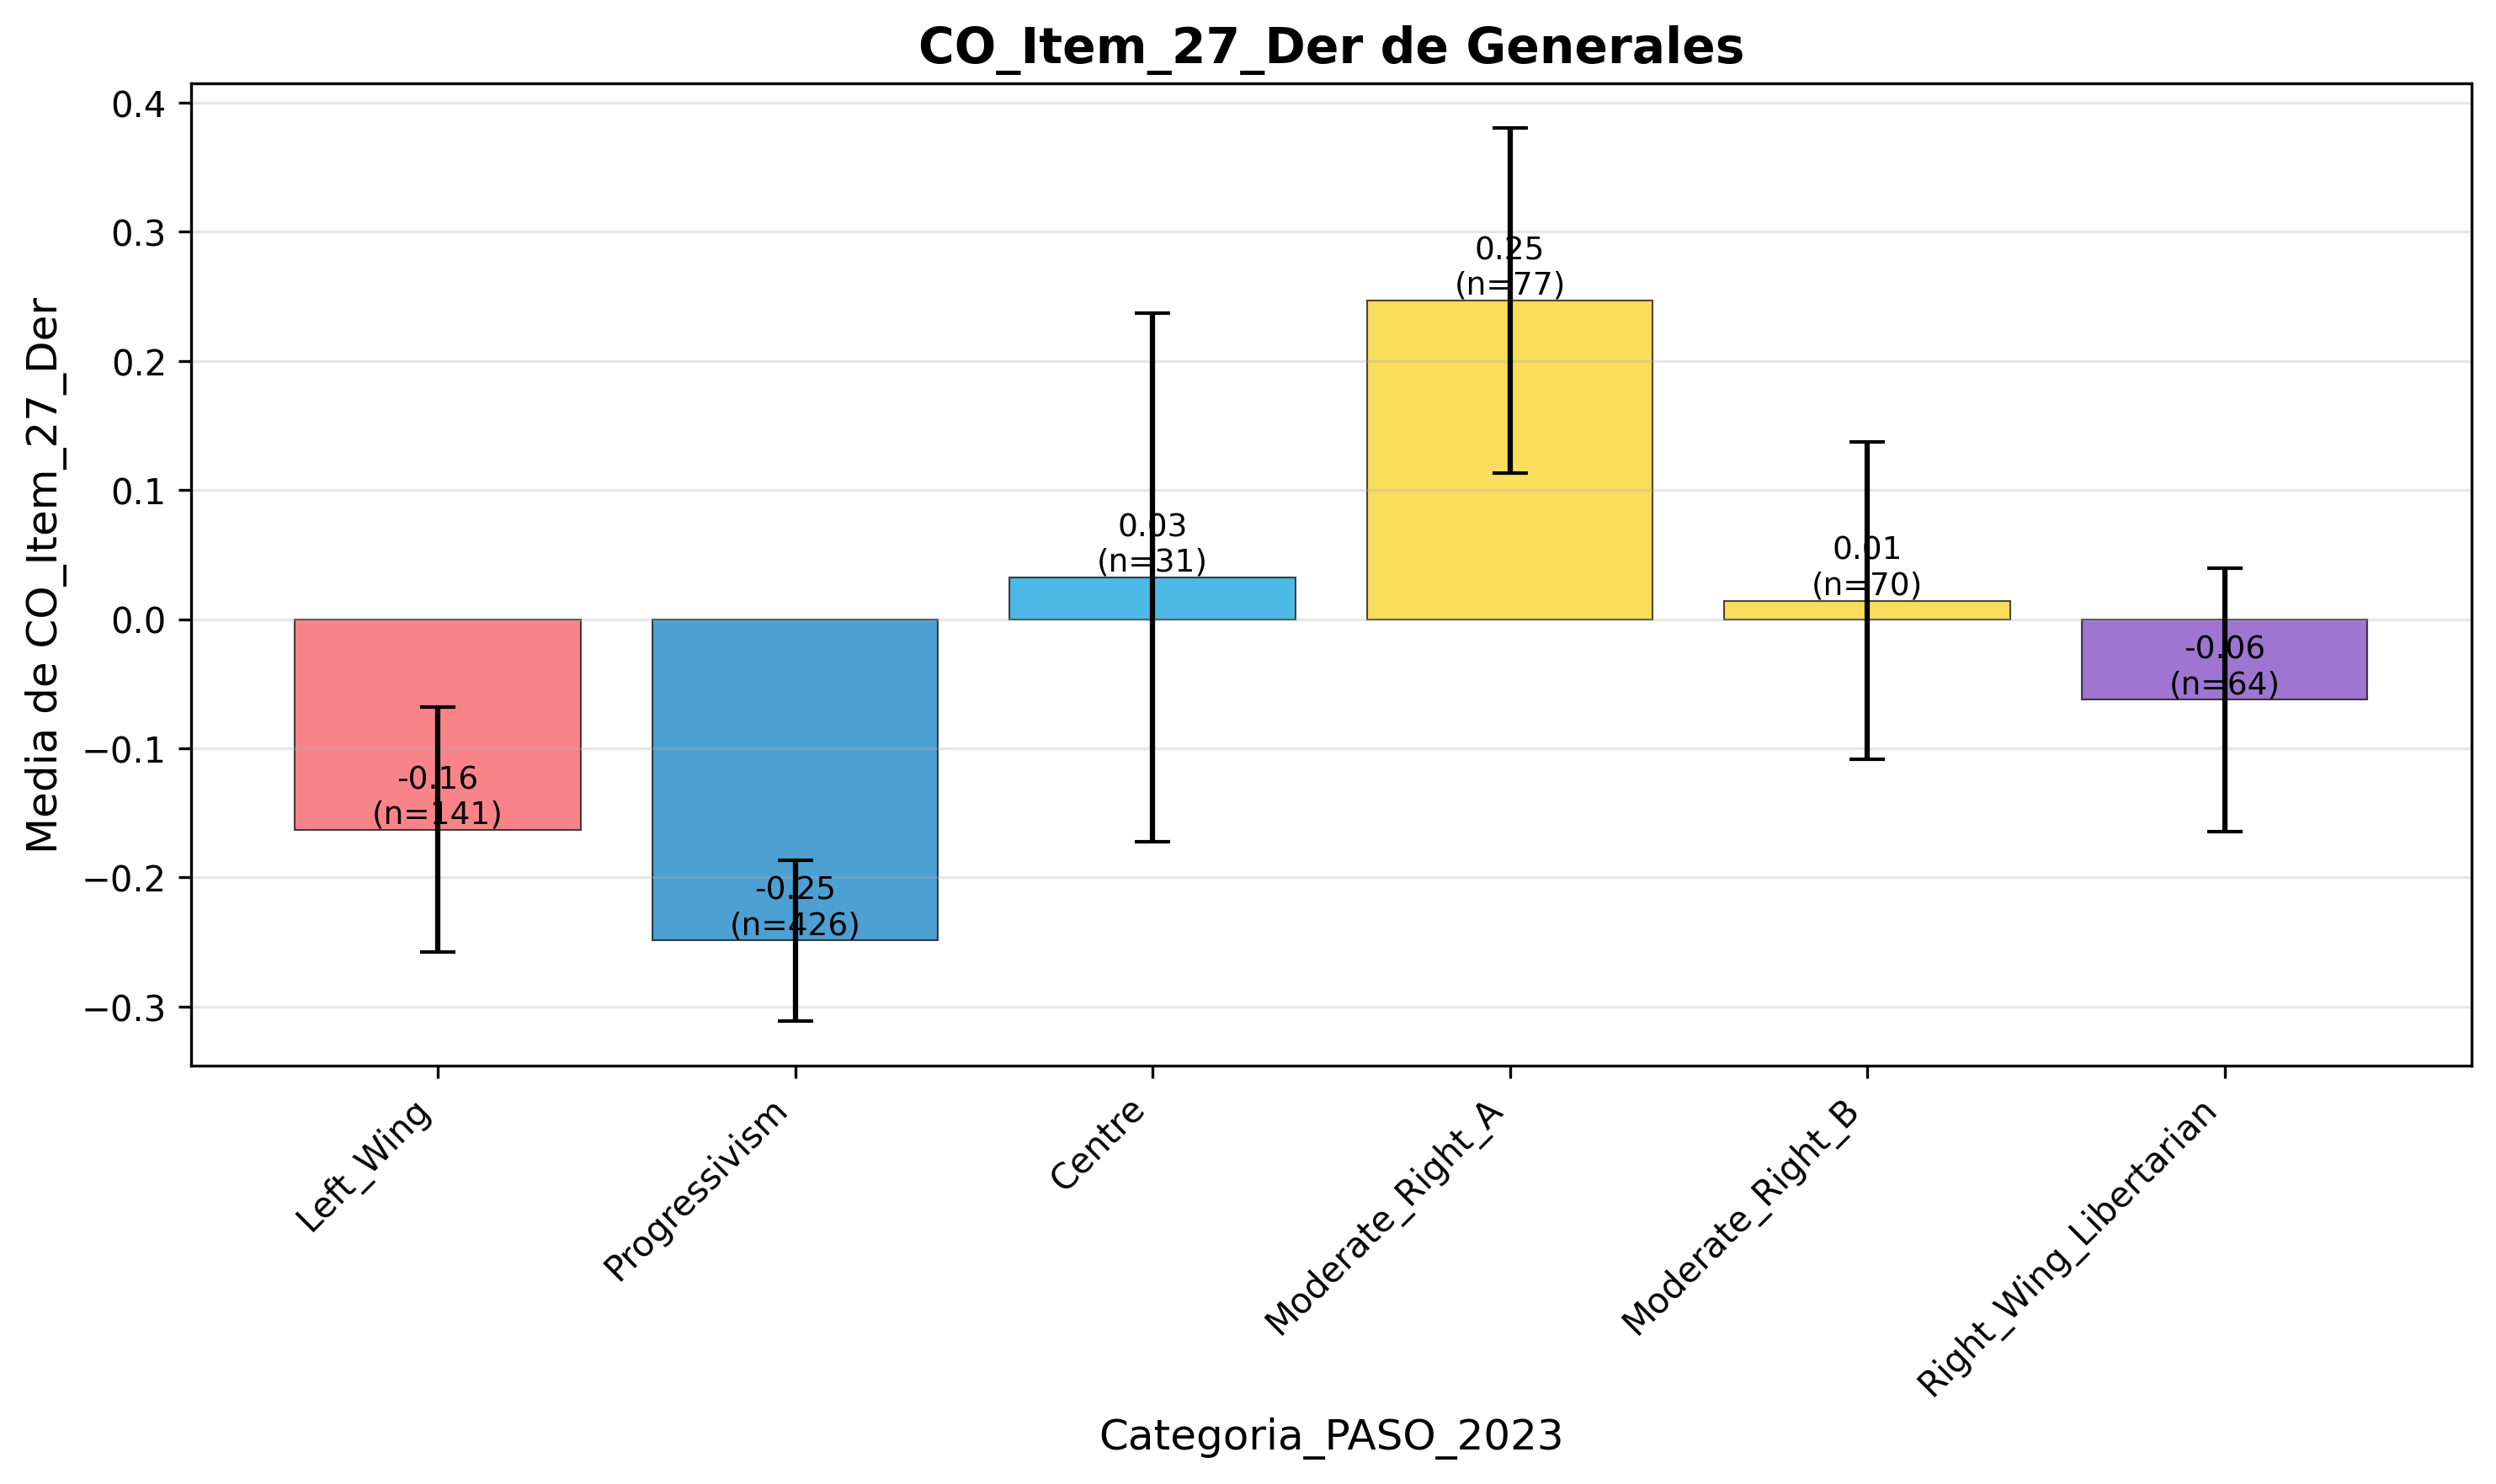 CO_Item_27_Der de Generales
Media de CO_Item_27_Der
0.4
0.3
0.2
0.1
0.0
−0.1
−0.2
−0.3
-0.16
(n=141)
-0.25
(n=426)
0.03
(n=31)
0.25
(n=77)
0.01
(n=70)
-0.06
(n=64)
Left_Wing
Progressivism
Centre
Moderate_Right_A
Moderate_Right_B
Right_Wing_Libertarian
Categoria_PASO_2023